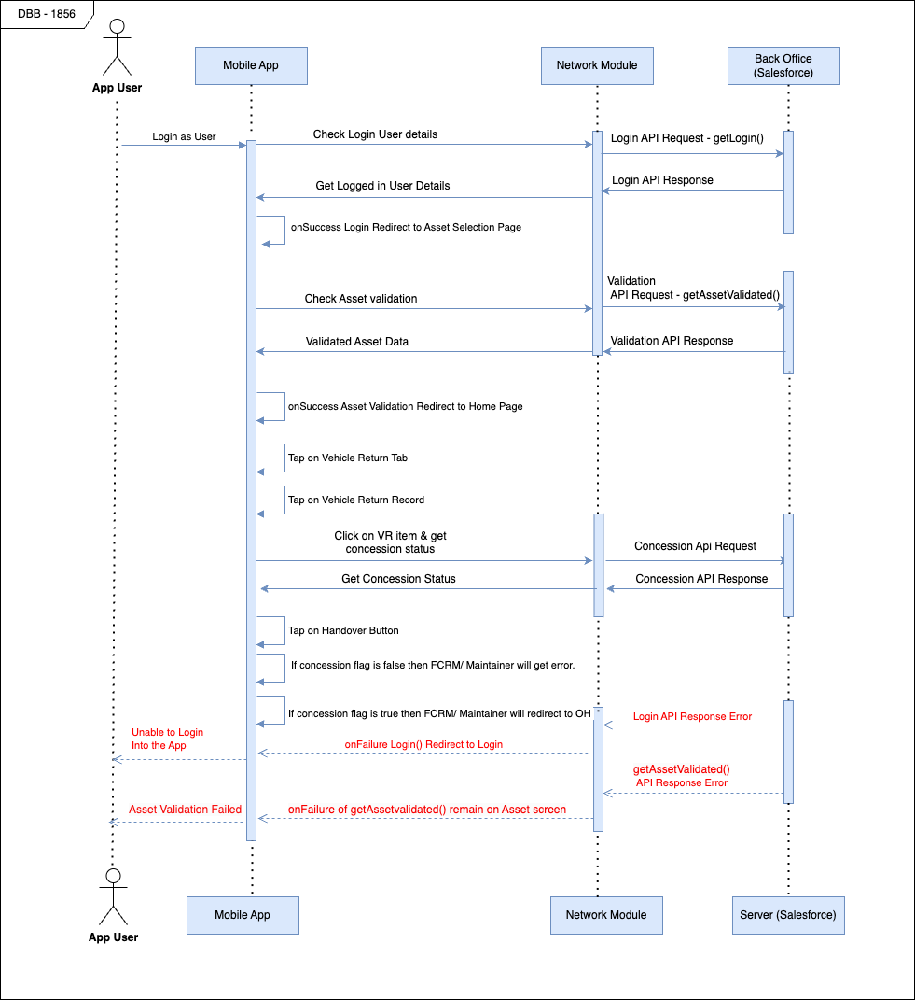 DBB - 1856
App User
Mobile App
Network Module
Back Office
(Salesforce)
Login as User
Check Login User details
Login API Request - getLogin()
Login API Response
Get Logged in User Details
onSuccess Login Redirect to Asset Selection Page
Validation
API Request - getAssetValidated()
Check Asset validation
Validated Asset Data
Validation API Response
onSuccess Asset Validation Redirect to Home Page
Tap on Vehicle Return Tab
Tap on Vehicle Return Record
Click on VR item & get
concession status
Concession Api Request
Get Concession Status
Concession API Response
Tap on Handover Button
If concession flag is false then FCRM/ Maintainer will get error.
If concession flag is true then FCRM/ Maintainer will redirect to OH
Login API Response Error
Unable to Login
Into the App
onFailure Login() Redirect to Login
getAssetValidated()
API Response Error
Asset Validation Failed
onFailure of getAssetvalidated() remain on Asset screen
App User
Mobile App
Network Module
Server (Salesforce)